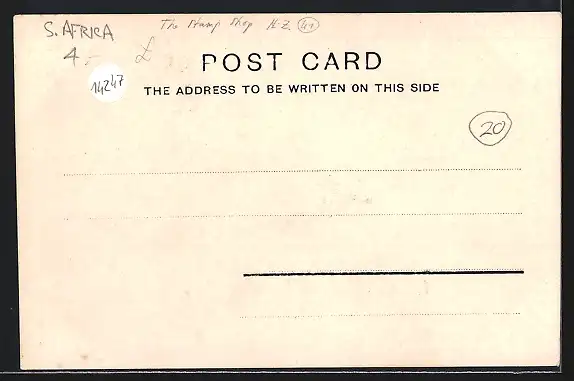 S. AFRICA The Stamp Shop N.Z. 41
4
14247
POST CARD
THE ADDRESS TO BE WRITTEN ON THIS SIDE
20